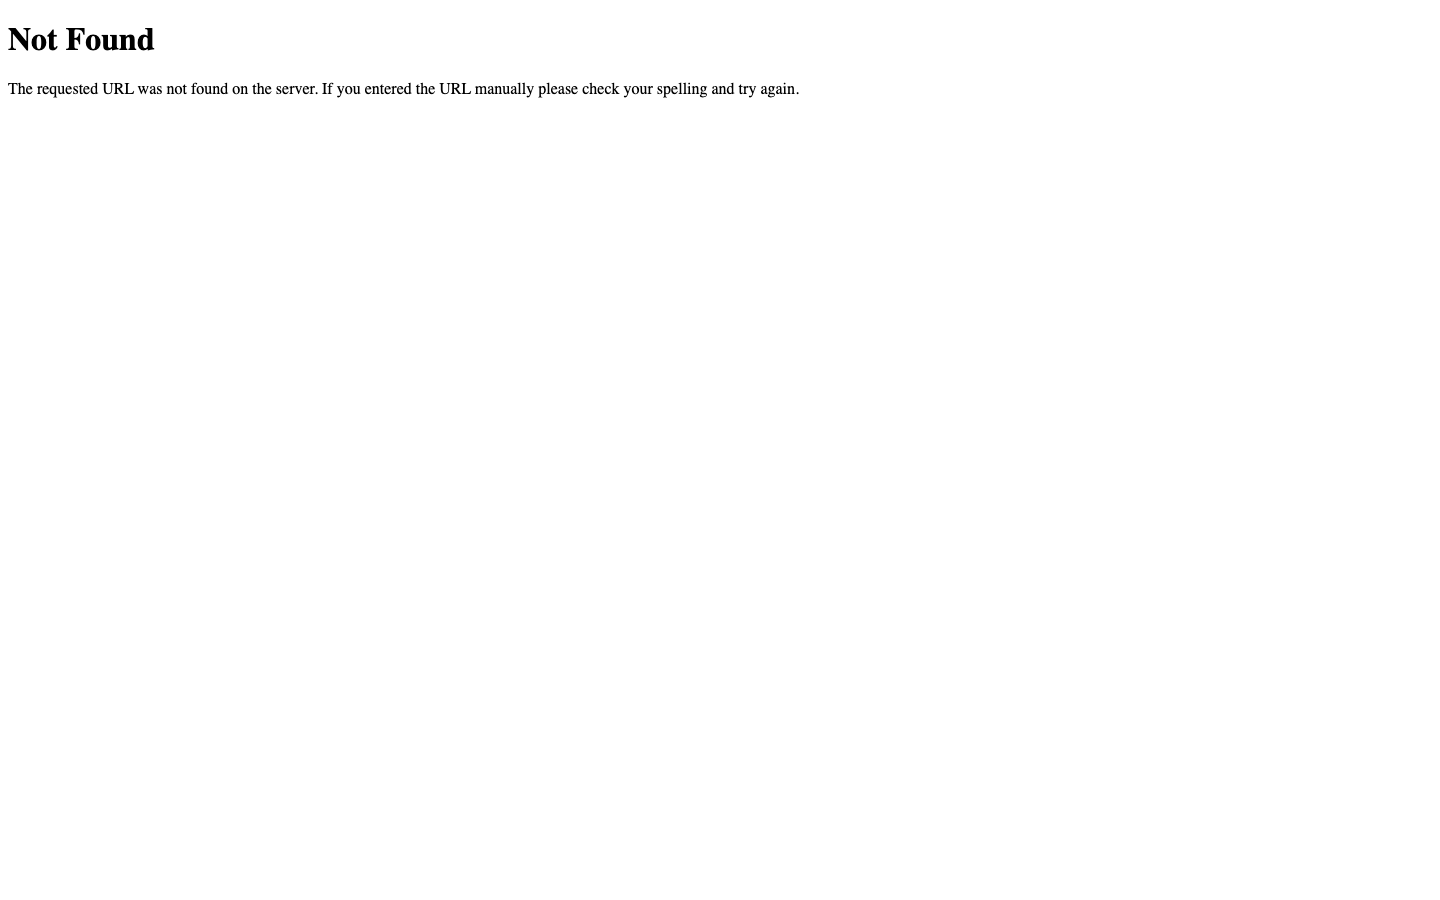 Not Found
The requested URL was not found on the server. If you entered the URL manually please check your spelling and try again.